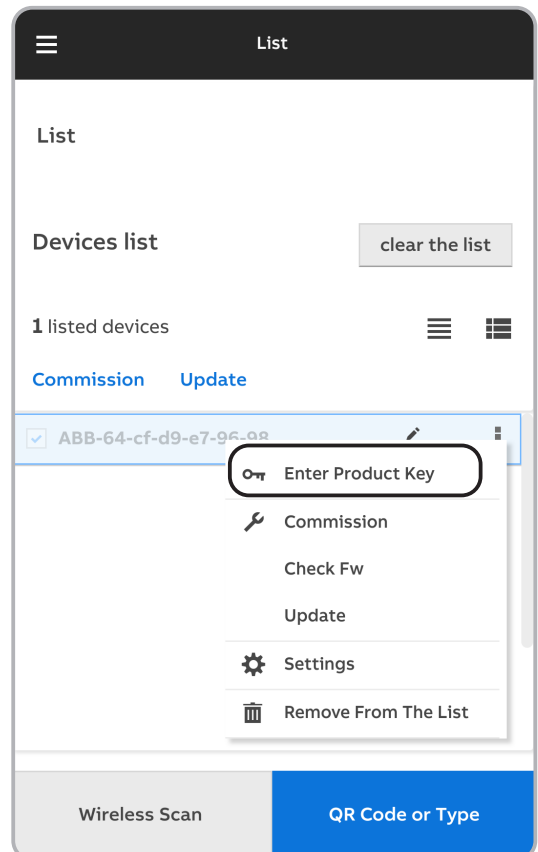 List
List
Devices list
clear the list
1 listed devices
Commission Update
ABB-64-cf-d9-e7-96-98
Enter Product Key
Commission
Check Fw
Update
Settings
Remove From The List
Wireless Scan
QR Code or Type